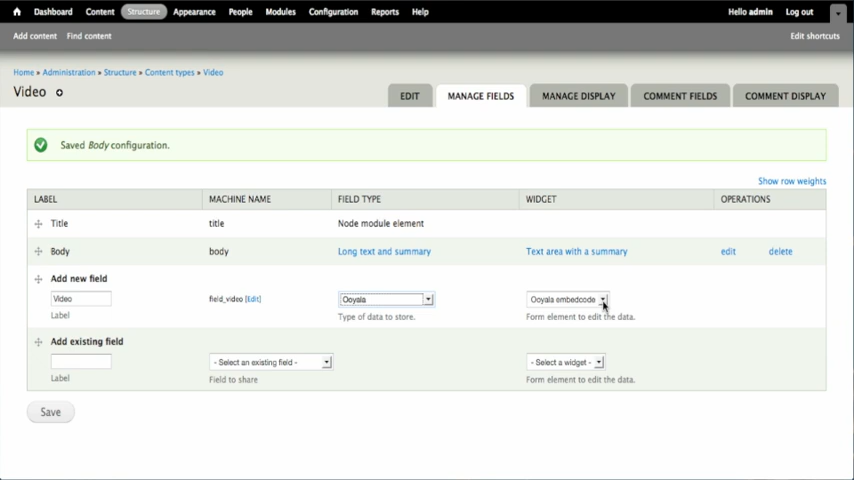 Dashboard Content Structure Appearance People Modules Configuration Reports Help Hello admin Log out
Add content Find content Edit shortcuts
Home » Administration » Structure » Content types » Video
Video EDIT MANAGE FIELDS MANAGE DISPLAY COMMENT FIELDS COMMENT DISPLAY
Saved Body configuration.
Show row weights
LABEL MACHINE NAME FIELD TYPE WIDGET OPERATIONS
Title title Node module element
Body body Long text and summary Text area with a summary edit delete
Add new field
Video field_video [Edit] Ooyala Ooyala embedcode
Label Type of data to store. Form element to edit the data.
Add existing field
- Select an existing field - - Select a widget -
Label Field to share Form element to edit the data.
Save